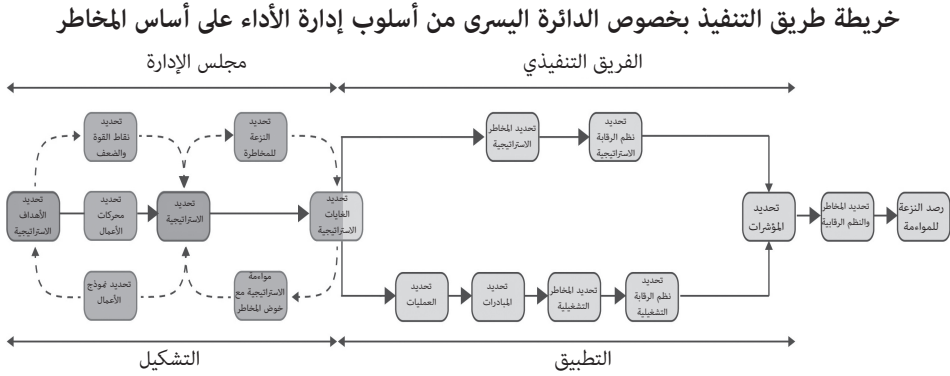 خريطة طريق التنفيذ بخصوص الدائرة اليسرى من أسلوب إدارة الأداء على أساس المخاطر
مجلس الإدارة
الفريق التنفيذي
تحديد
نقاط القوة
والضعف
تحديد
النزعة
للمخاطرة
تحديد المخاطر
الاستراتيجية
تحديد
نظم الرقابة
الاستراتيجية
تحديد
الأهداف
الاستراتيجية
تحديد
محركات
الأعمال
تحديد
الاستراتيجية
تحديد
الغايات
الاستراتيجية
تحديد
المؤشرات
تحديد المخاطر
والنظم الرقابية
رصد النزعة
للمواءمة
تحديد نموذج
الأعمال
مواءمة
الاستراتيجية مع
خوض المخاطر
تحديد
العمليات
تحديد
المبادرات
تحديد المخاطر
التشغيلية
تحديد
نظم الرقابة
التشغيلية
التشكيل
التطبيق